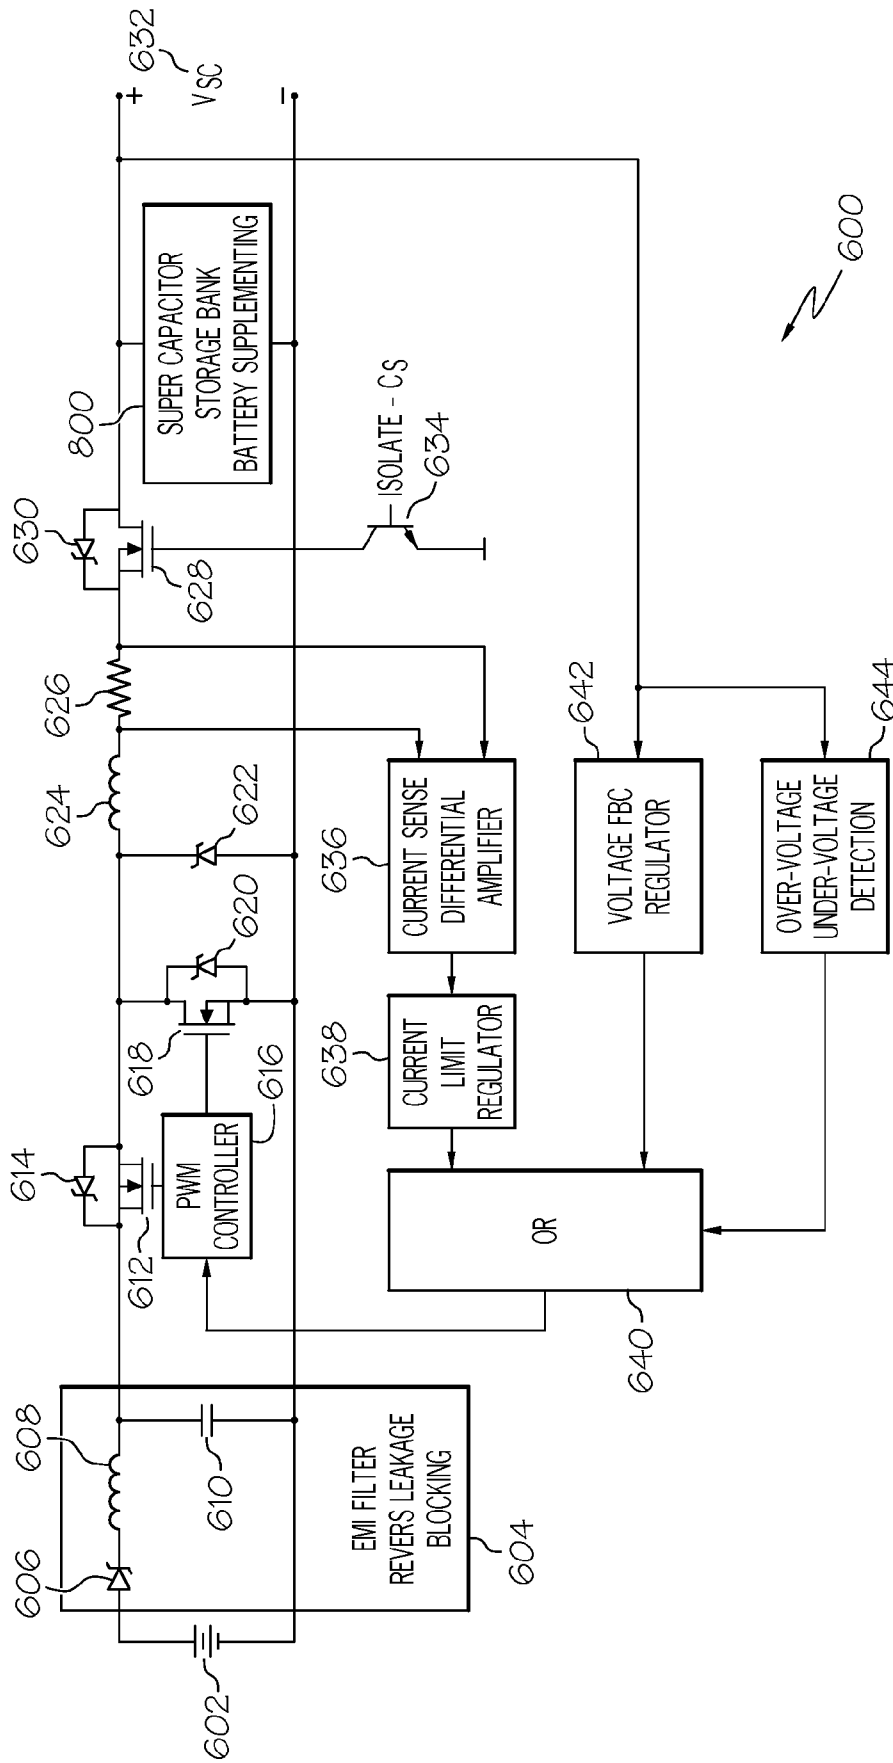 602
606
608
610
EMI FILTER
REVERS LEAKAGE
BLOCKING
604
612
614
PWM
CONTROLLER
616
618
620
622
624
626
628
630
800
SUPER CAPACITOR
STORAGE BANK
BATTERY SUPPLEMENTING
+
VSC
–
632
ISOLATE - CS
634
636
CURRENT SENSE
DIFFERENTIAL
AMPLIFIER
638
CURRENT
LIMIT
REGULATOR
OR
640
642
VOLTAGE FBC
REGULATOR
644
OVER-VOLTAGE
UNDER-VOLTAGE
DETECTION
600